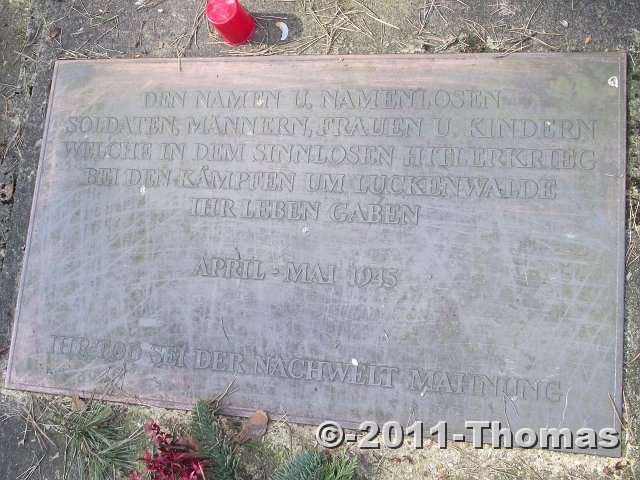 DEN NAMEN U. NAMENLOSEN
SOLDATEN, MÄNNERN, FRAUEN U. KINDERN
WELCHE IN DEM SINNLOSEN HITLERKRIEG
BEI DEN KÄMPFEN UM LUCKENWALDE
IHR LEBEN GABEN
APRIL - MAI 1945
IHR TOD SEI DER NACHWELT MAHNUNG
©-2011-Thomas